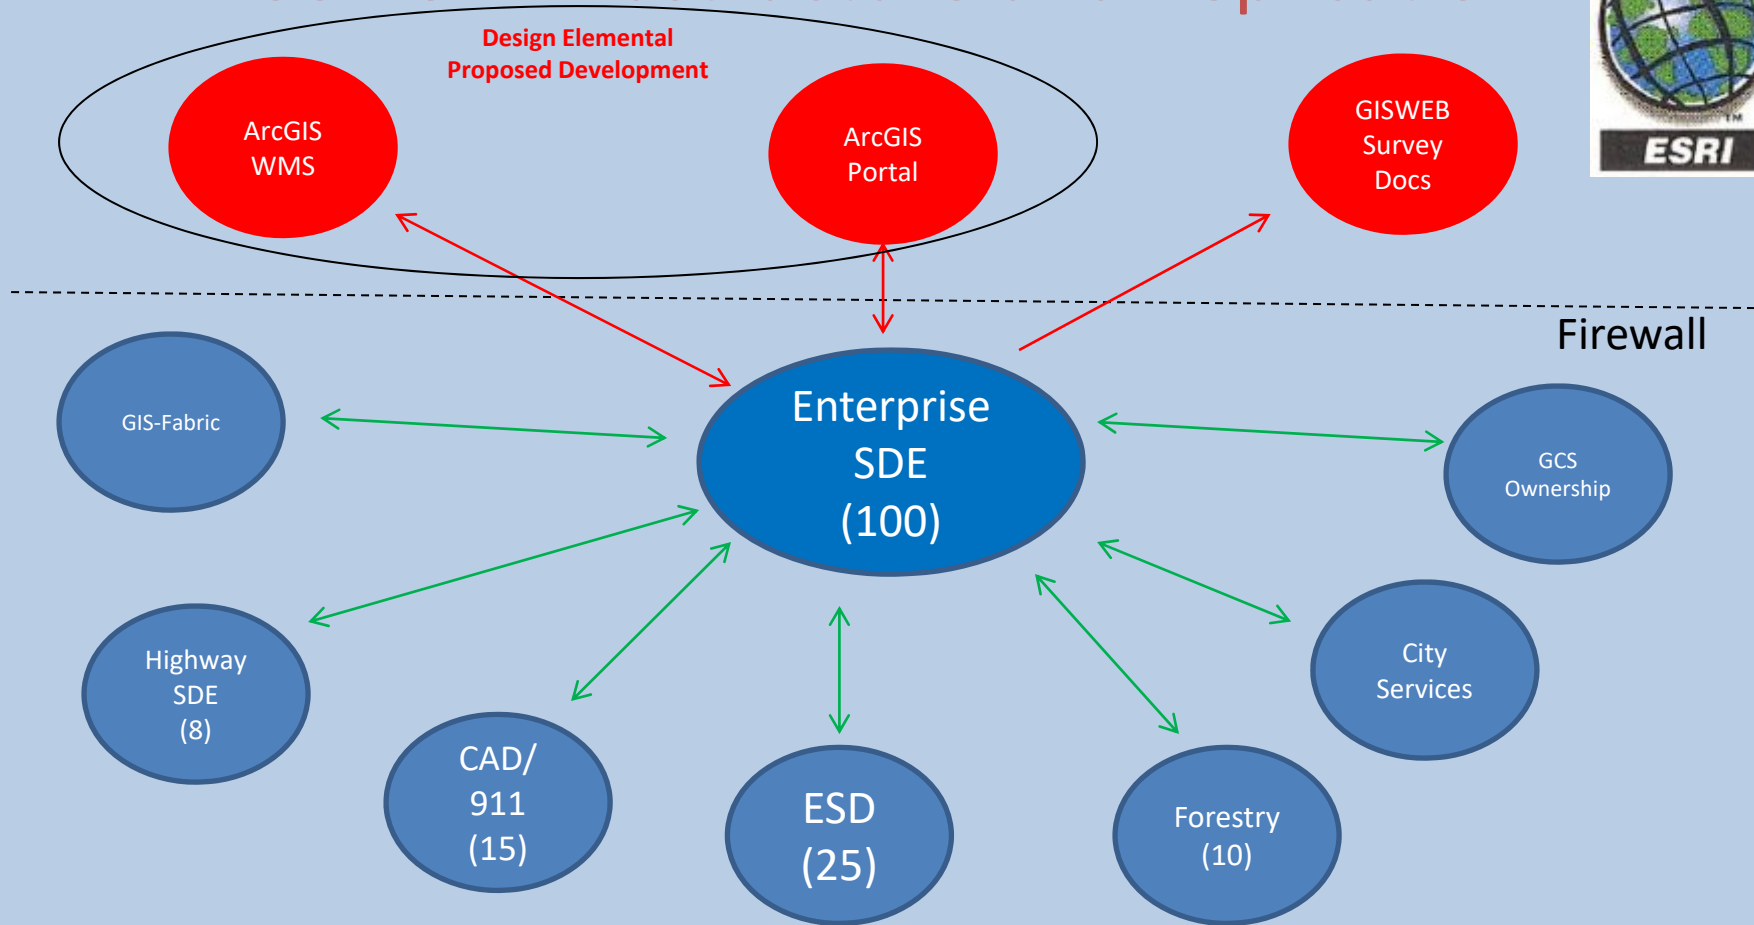 Design Elemental
Proposed Development
ArcGIS
WMS
ArcGIS
Portal
GISWEB
Survey
Docs
TM
ESRI
Firewall
GIS-Fabric
Enterprise
SDE
(100)
GCS
Ownership
Highway
SDE
(8)
CAD/
911
(15)
ESD
(25)
Forestry
(10)
City
Services